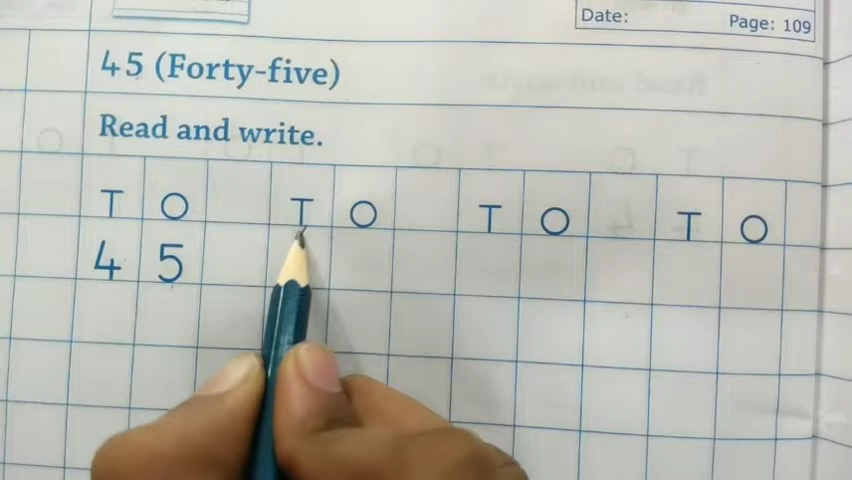 Date:
Page: 109
45 (Forty-five)
Read and write.
T O T O T O T O
4 5